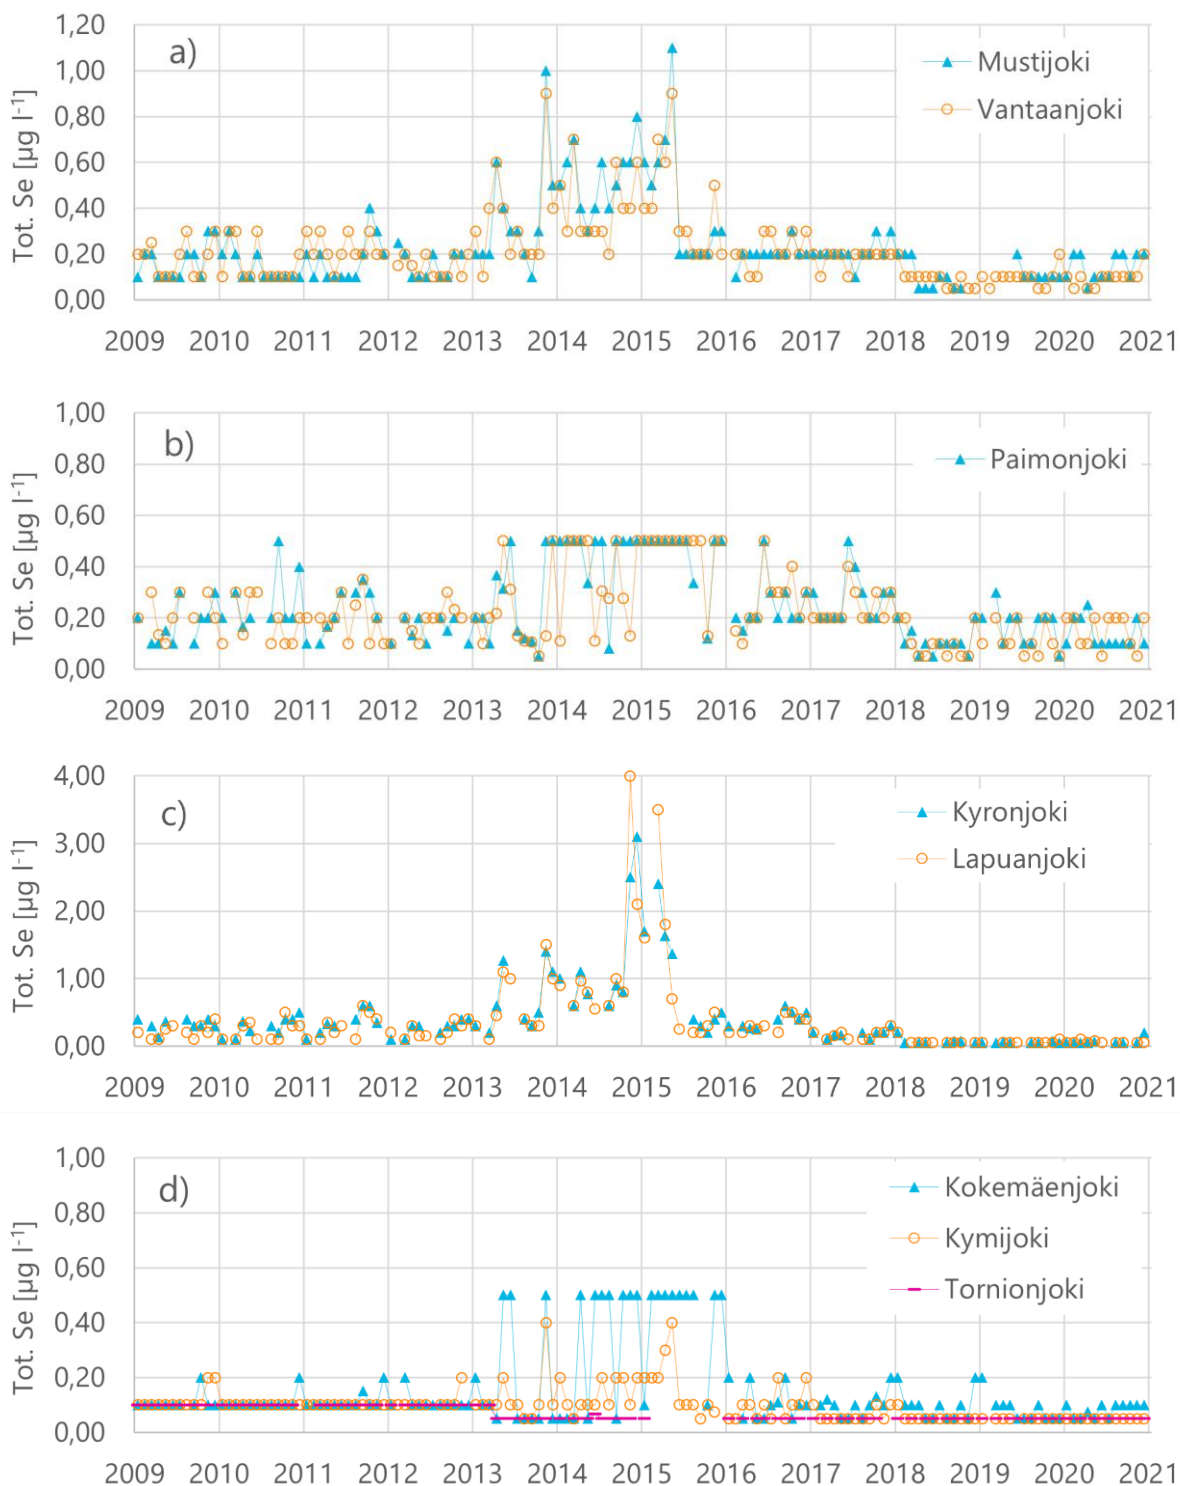 a)
Tot. Se [µg l-1]
1,20
1,00
0,80
0,60
0,40
0,20
0,00
Mustijoki
Vantaanjoki
2009 2010 2011 2012 2013 2014 2015 2016 2017 2018 2019 2020 2021
b)
Tot. Se [µg l-1]
1,00
0,80
0,60
0,40
0,20
0,00
Paimonjoki
2009 2010 2011 2012 2013 2014 2015 2016 2017 2018 2019 2020 2021
c)
Tot. Se [µg l-1]
4,00
3,00
2,00
1,00
0,00
Kyronjoki
Lapuanjoki
2009 2010 2011 2012 2013 2014 2015 2016 2017 2018 2019 2020 2021
d)
Tot. Se [µg l-1]
1,00
0,80
0,60
0,40
0,20
0,00
Kokemäenjoki
Kymijoki
Tornionjoki
2009 2010 2011 2012 2013 2014 2015 2016 2017 2018 2019 2020 2021